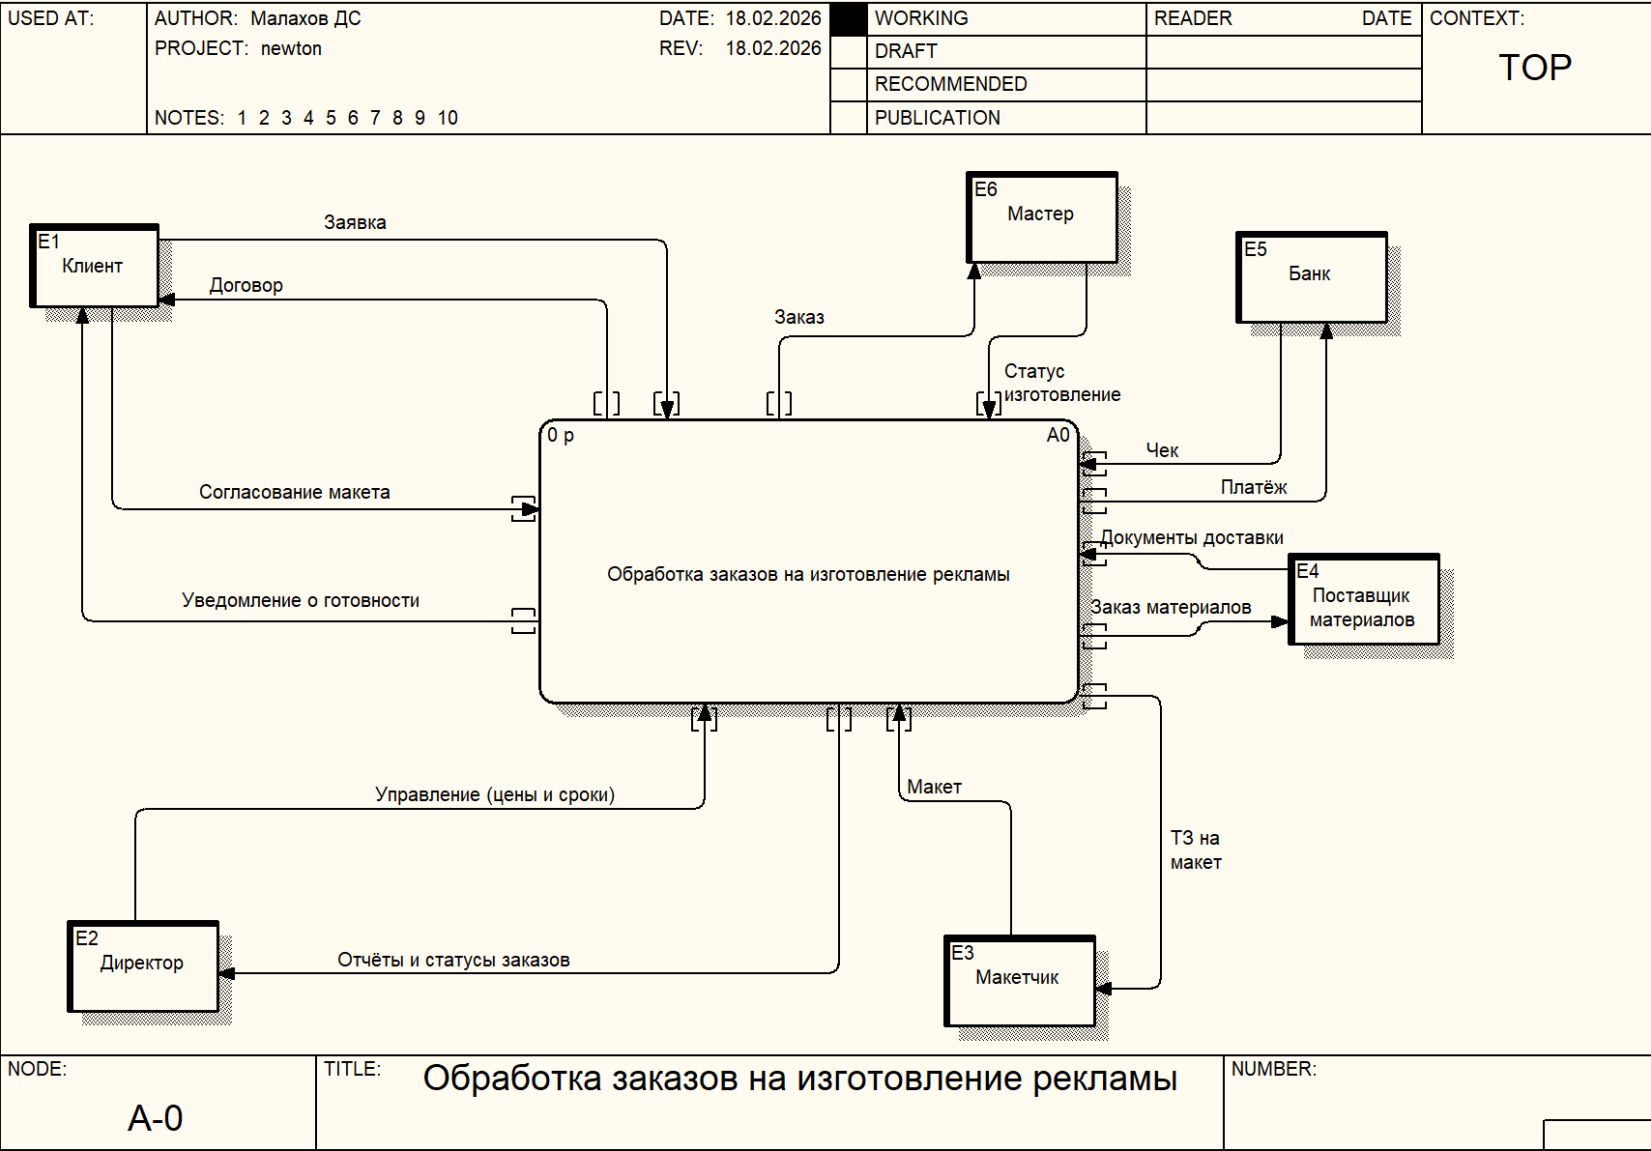 USED AT:
AUTHOR: Малахов ДС
DATE: 18.02.2026
PROJECT: newton
REV: 18.02.2026
NOTES: 1 2 3 4 5 6 7 8 9 10
WORKING
DRAFT
RECOMMENDED
PUBLICATION
READER DATE
CONTEXT:
TOP
E1
Клиент
Заявка
Договор
E6
Мастер
E5
Банк
Заказ
Статус
изготовление
0 р
A0
Чек
Платёж
Согласование макета
Документы доставки
Обработка заказов на изготовление рекламы
E4
Поставщик
материалов
Уведомление о готовности
Заказ материалов
Управление (цены и сроки)
Макет
ТЗ на
макет
E2
Директор
Отчёты и статусы заказов
E3
Макетчик
NODE:
A-0
TITLE:
Обработка заказов на изготовление рекламы
NUMBER: